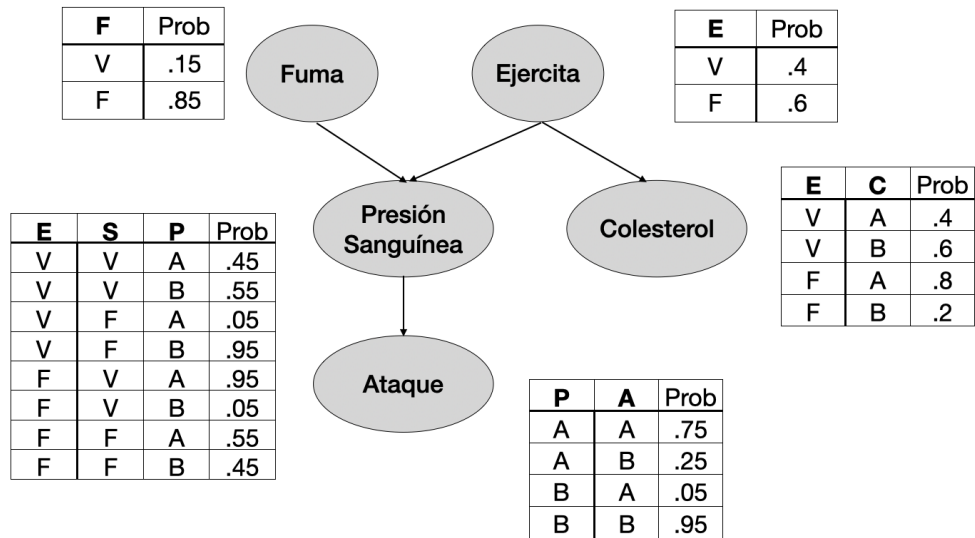 F Prob
V .15
F .85
Fuma
Ejercita
E Prob
V .4
F .6
Presión
Sanguínea
Colesterol
E C Prob
V A .4
V B .6
F A .8
F B .2
E S P Prob
V V A .45
V V B .55
V F A .05
V F B .95
F V A .95
F V B .05
F F A .55
F F B .45
Ataque
P A Prob
A A .75
A B .25
B A .05
B B .95